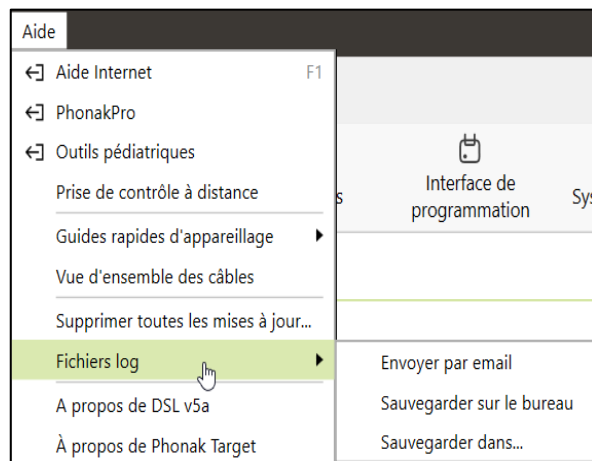 Aide
Aide Internet F1
PhonakPro
Outils pédiatriques
Prise de contrôle à distance
Guides rapides d'appareillage
Vue d'ensemble des câbles
Supprimer toutes les mises à jour...
Fichiers log
A propos de DSL v5a
À propos de Phonak Target
Interface de
programmation
Envoyer par email
Sauvegarder sur le bureau
Sauvegarder dans...